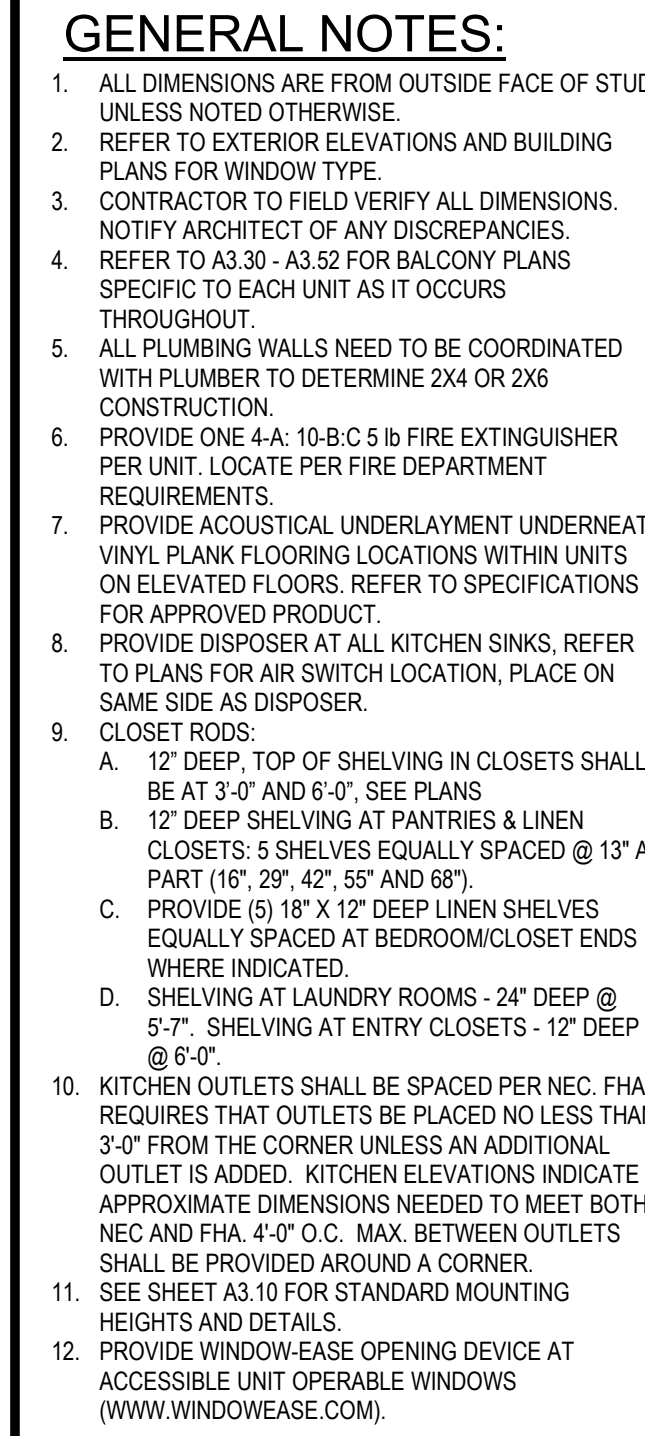 GENERAL NOTES:
1. ALL DIMENSIONS ARE FROM OUTSIDE FACE OF STUD
UNLESS NOTED OTHERWISE.
2. REFER TO EXTERIOR ELEVATIONS AND BUILDING
PLANS FOR WINDOW TYPE.
3. CONTRACTOR TO FIELD VERIFY ALL DIMENSIONS.
NOTIFY ARCHITECT OF ANY DISCREPANCIES.
4. REFER TO A3.30 - A3.52 FOR BALCONY PLANS
SPECIFIC TO EACH UNIT AS IT OCCURS
THROUGHOUT.
5. ALL PLUMBING WALLS NEED TO BE COORDINATED
WITH PLUMBER TO DETERMINE 2X4 OR 2X6
CONSTRUCTION.
6. PROVIDE ONE 4-A: 10-B:C 5 lb FIRE EXTINGUISHER
PER UNIT. LOCATE PER FIRE DEPARTMENT
REQUIREMENTS.
7. PROVIDE ACOUSTICAL UNDERLAYMENT UNDERNEAT
VINYL PLANK FLOORING LOCATIONS WITHIN UNITS
ON ELEVATED FLOORS. REFER TO SPECIFICATIONS
FOR APPROVED PRODUCT.
8. PROVIDE DISPOSER AT ALL KITCHEN SINKS, REFER
TO PLANS FOR AIR SWITCH LOCATION, PLACE ON
SAME SIDE AS DISPOSER.
9. CLOSET RODS:
A. 12” DEEP, TOP OF SHELVING IN CLOSETS SHALL
BE AT 3’-0” AND 6’-0”, SEE PLANS
B. 12” DEEP SHELVING AT PANTRIES & LINEN
CLOSETS: 5 SHELVES EQUALLY SPACED @ 13" A
PART (16", 29", 42", 55" AND 68").
C. PROVIDE (5) 18" X 12" DEEP LINEN SHELVES
EQUALLY SPACED AT BEDROOM/CLOSET ENDS
WHERE INDICATED.
D. SHELVING AT LAUNDRY ROOMS - 24" DEEP @
5'-7". SHELVING AT ENTRY CLOSETS - 12" DEEP
@ 6'-0".
10. KITCHEN OUTLETS SHALL BE SPACED PER NEC. FHA
REQUIRES THAT OUTLETS BE PLACED NO LESS THAN
3'-0" FROM THE CORNER UNLESS AN ADDITIONAL
OUTLET IS ADDED. KITCHEN ELEVATIONS INDICATE
APPROXIMATE DIMENSIONS NEEDED TO MEET BOTH
NEC AND FHA. 4'-0" O.C. MAX. BETWEEN OUTLETS
SHALL BE PROVIDED AROUND A CORNER.
11. SEE SHEET A3.10 FOR STANDARD MOUNTING
HEIGHTS AND DETAILS.
12. PROVIDE WINDOW-EASE OPENING DEVICE AT
ACCESSIBLE UNIT OPERABLE WINDOWS
(WWW.WINDOWEASE.COM).